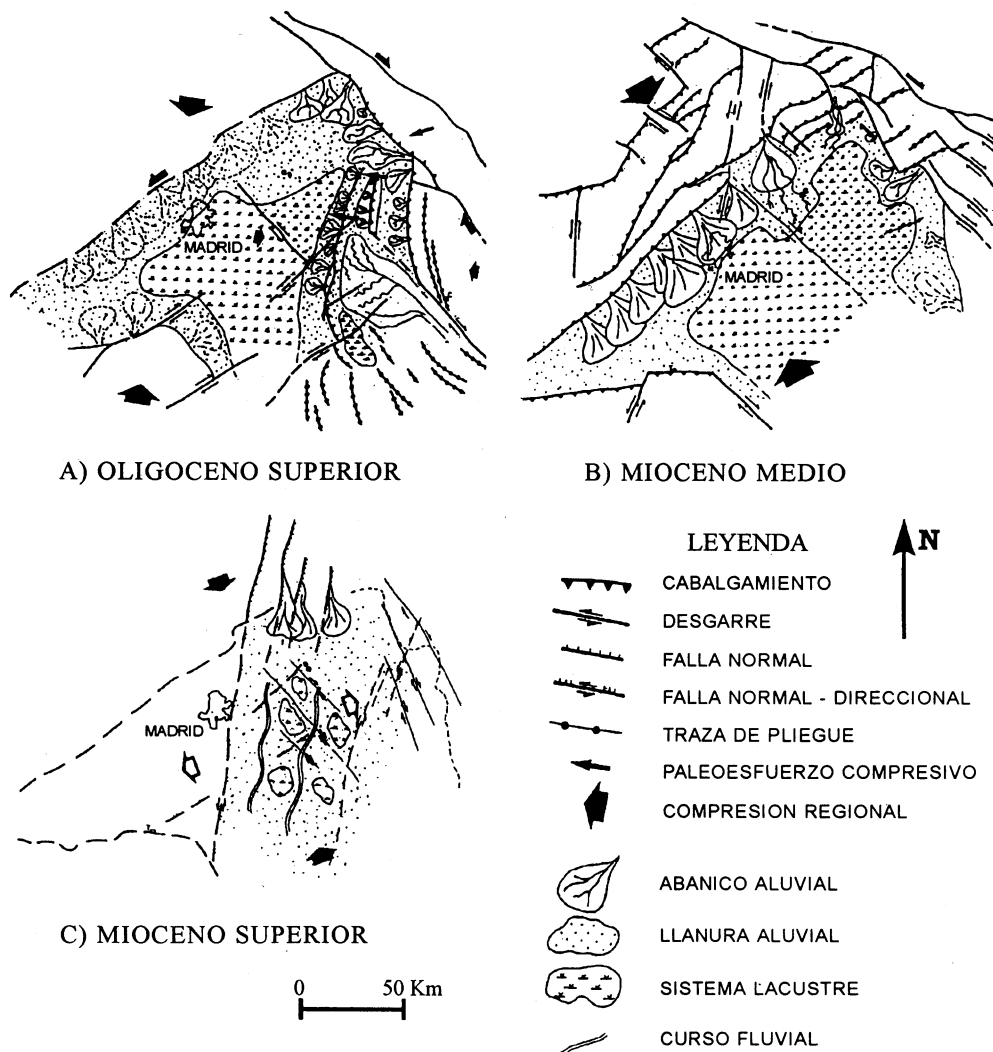 MADRID
A) OLIGOCENO SUPERIOR
MADRID
B) MIOCENO MEDIO
MADRID
C) MIOCENO SUPERIOR
0 50 Km
LEYENDA
N
CABALGAMIENTO
DESGARRE
FALLA NORMAL
FALLA NORMAL - DIRECCIONAL
TRAZA DE PLIEGUE
PALEOESFUERZO COMPRESIVO
COMPRESION REGIONAL
ABANICO ALUVIAL
LLANURA ALUVIAL
SISTEMA LACUSTRE
CURSO FLUVIAL